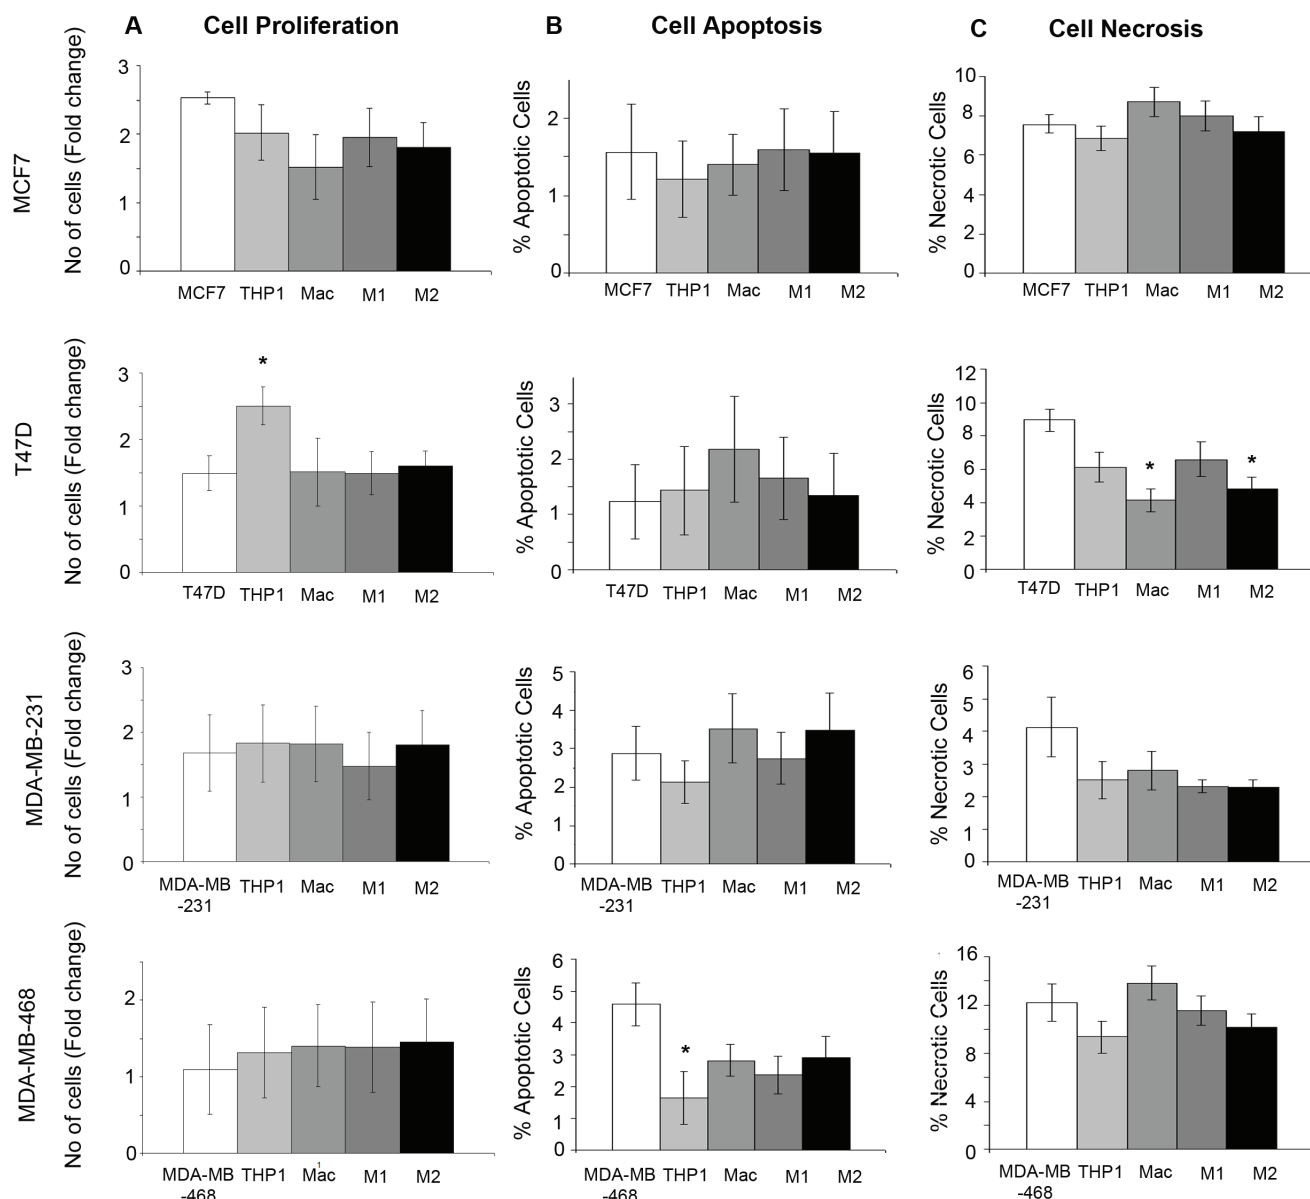 A Cell Proliferation
B Cell Apoptosis
C Cell Necrosis
MCF7
No of cells (Fold change)
3
2
1
0
MCF7 THP1 Mac M1 M2
% Apoptotic Cells
2
1
0
MCF7 THP1 Mac M1 M2
% Necrotic Cells
10
8
6
4
2
0
MCF7 THP1 Mac M1 M2
T47D
No of cells (Fold change)
3
2
1
0
*
T47D THP1 Mac M1 M2
% Apoptotic Cells
3
2
1
0
T47D THP1 Mac M1 M2
% Necrotic Cells
12
10
8
6
4
2
0
* *
T47D THP1 Mac M1 M2
MDA-MB-231
No of cells (Fold change)
3
2
1
0
MDA-MB THP1 Mac M1 M2
-231
% Apoptotic Cells
5
4
3
2
1
0
MDA-MB THP1 Mac M1 M2
-231
% Necrotic Cells
6
5
4
3
2
1
0
MDA-MB THP1 Mac M1 M2
-231
MDA-MB-468
No of cells (Fold change)
2
1
0
MDA-MB THP1 Mac M1 M2
-468
% Apoptotic Cells
6
5
4
3
2
1
0
*
MDA-MB THP1 Mac M1 M2
-468
% Necrotic Cells
16
12
8
4
0
MDA-MB THP1 Mac M1 M2
-468